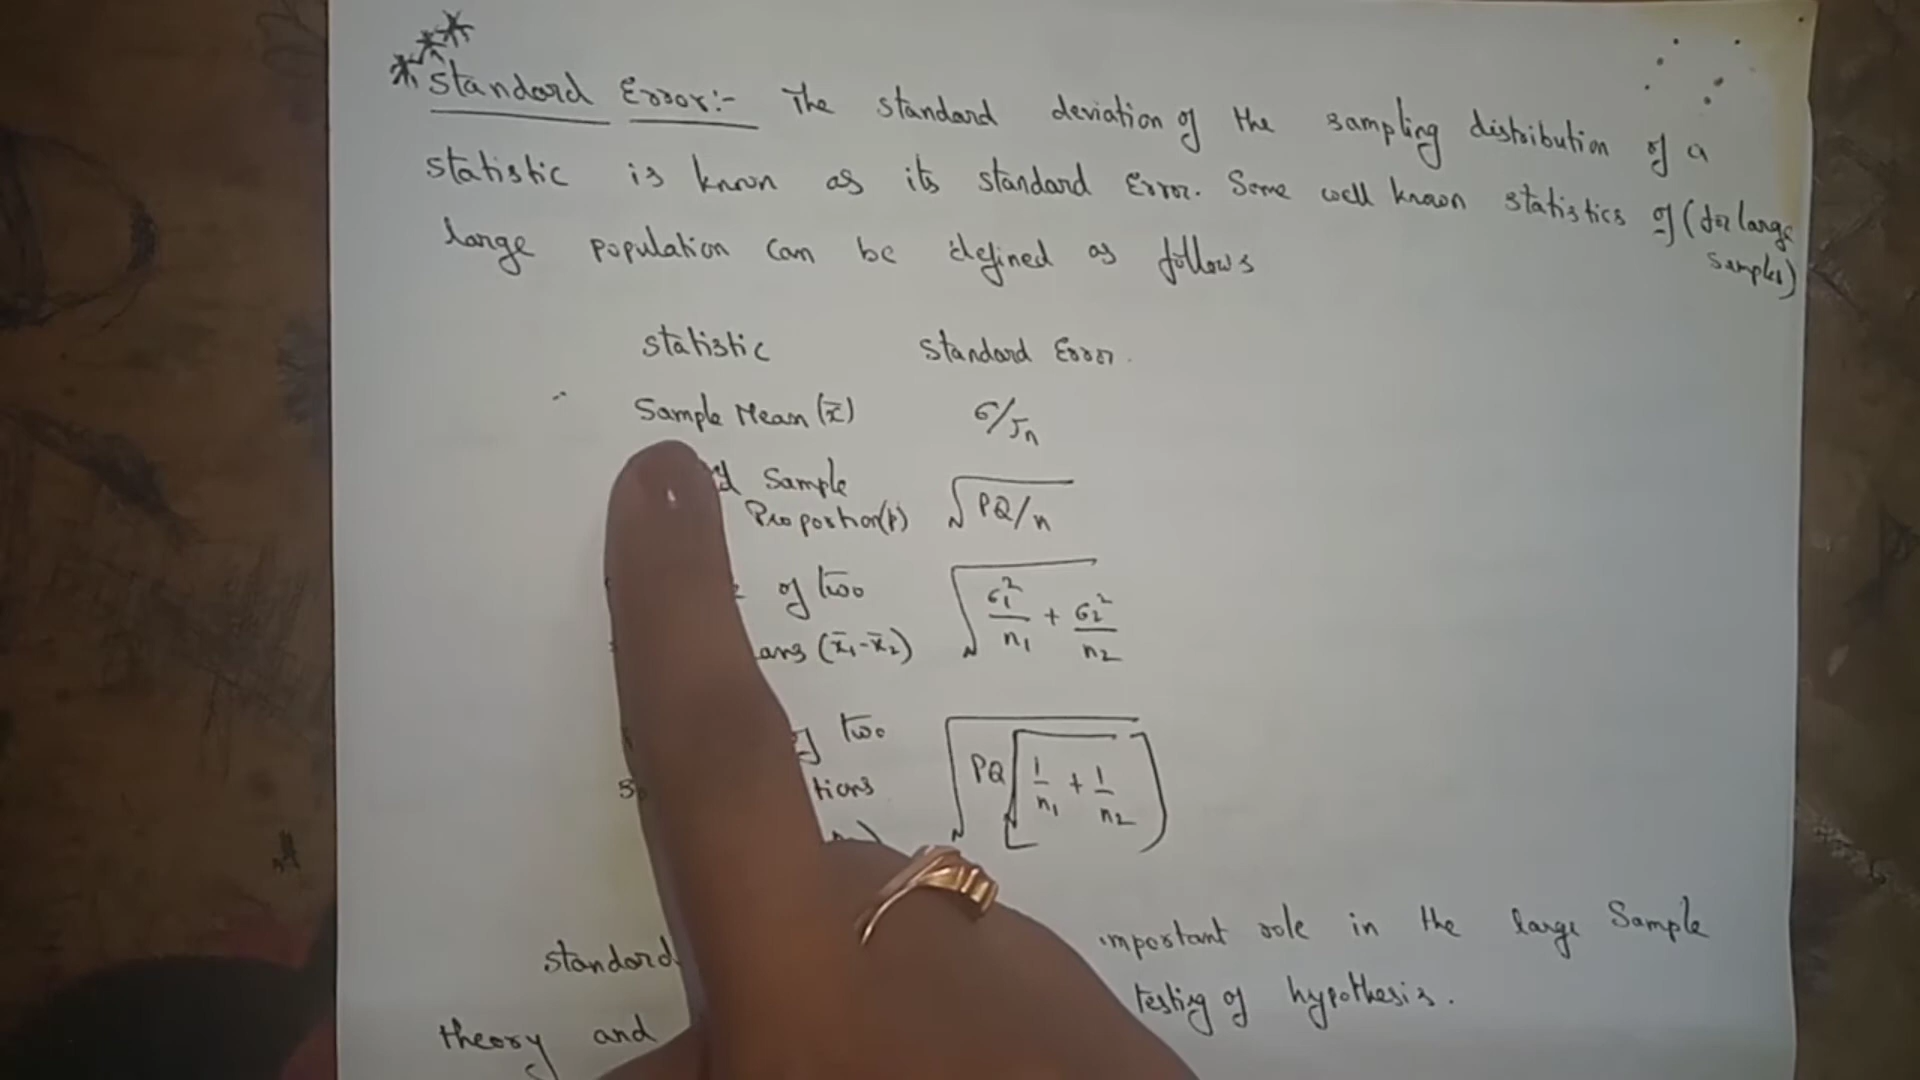 Standard Error:- The standard deviation of the sampling distribution of a
statistic is known as its standard Error. Some well known statistics of (for large
samples)
large population can be defined as follows
statistic Standard Error.
Sample Mean (x̄) σ/√n
Sample √PQ/n
Proportion(p)
of two √σ₁²/n₁ + σ₂²/n₂
(x̄₁-x̄₂)
two √PQ[1/n₁ + 1/n₂]
standard important role in the large Sample
theory and testing of hypothesis.